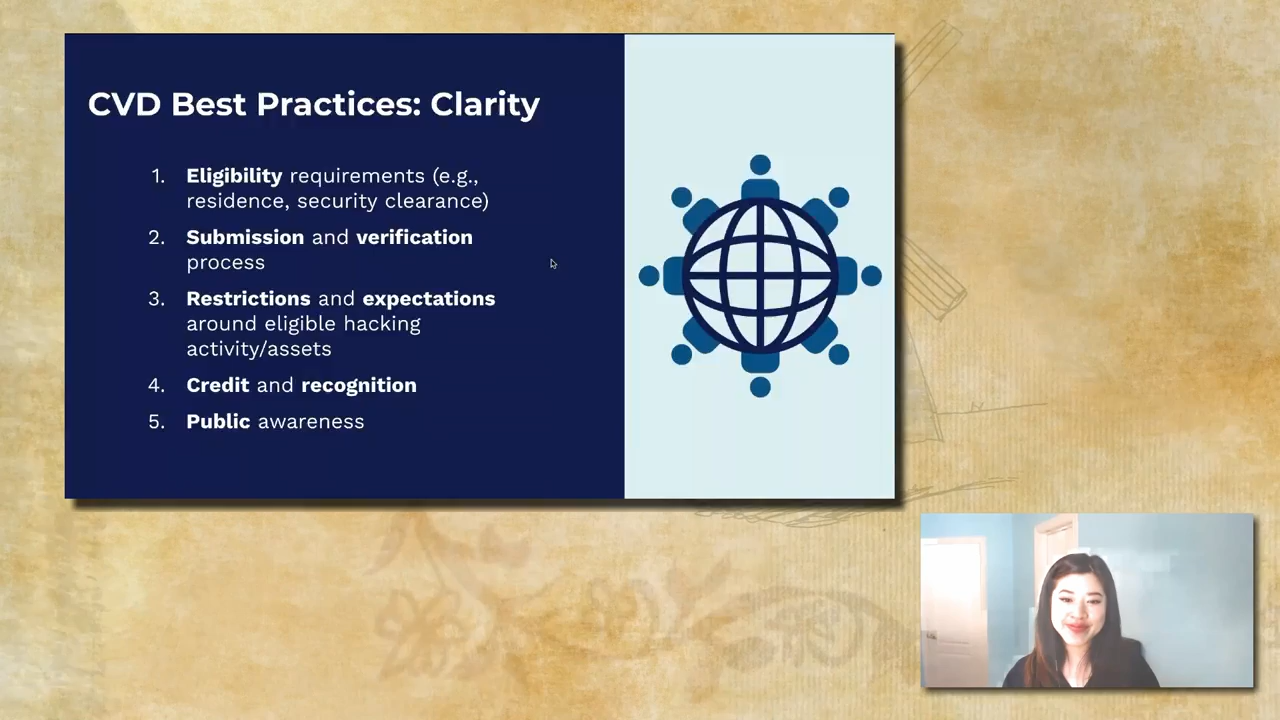 CVD Best Practices: Clarity
1. Eligibility requirements (e.g.,
residence, security clearance)
2. Submission and verification
process
3. Restrictions and expectations
around eligible hacking
activity/assets
4. Credit and recognition
5. Public awareness